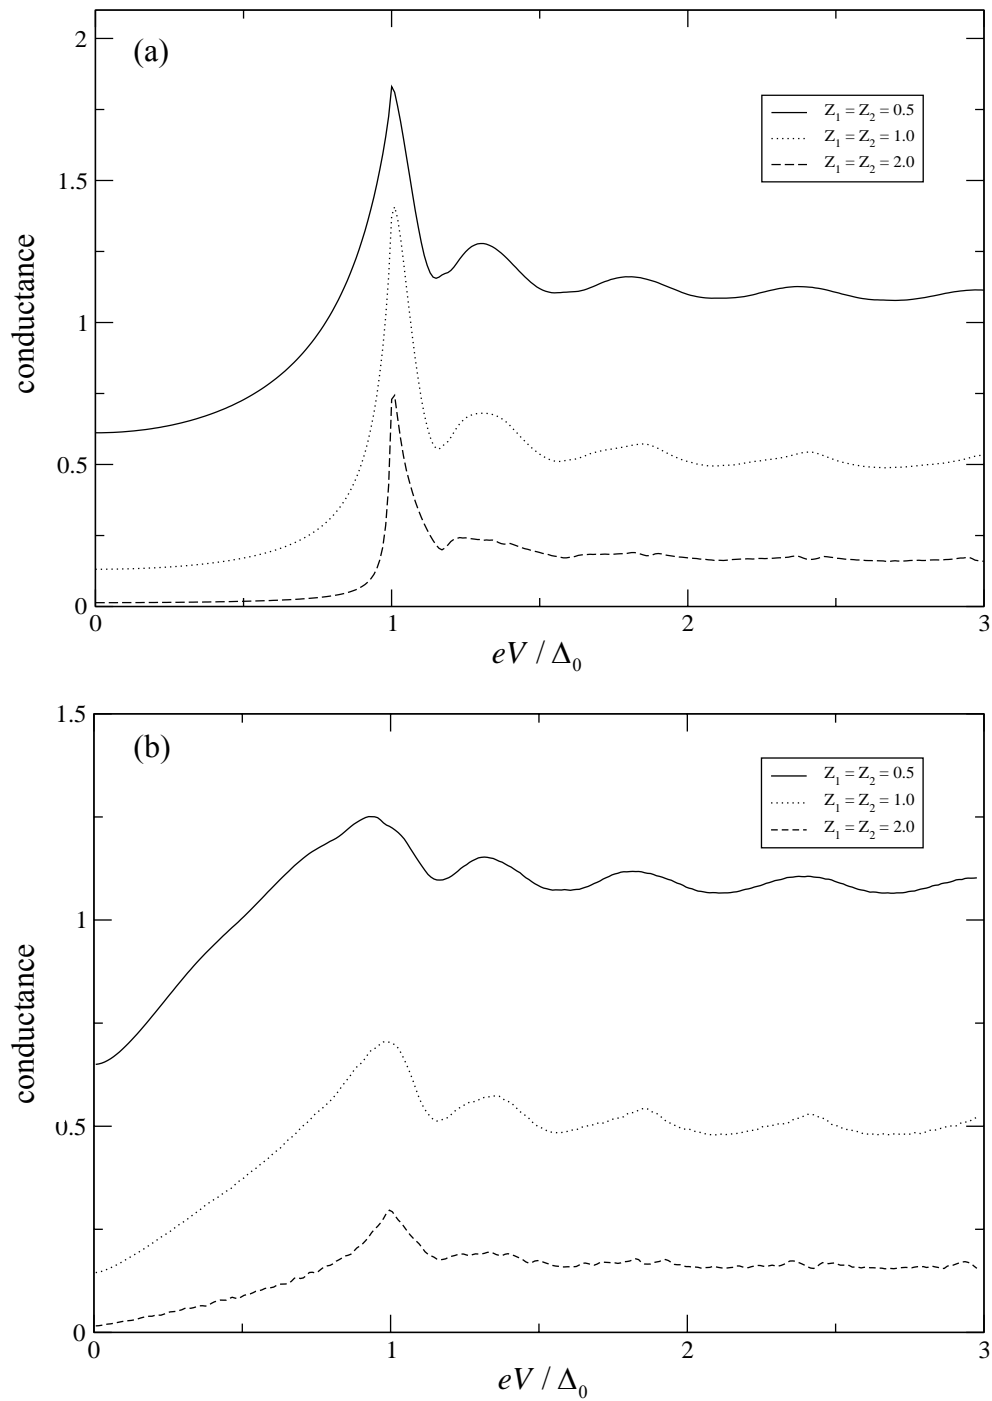 (a)
2
1.5
1
0.5
0
conductance
Z1 = Z2 = 0.5
Z1 = Z2 = 1.0
Z1 = Z2 = 2.0
0 1 2 3
eV / Δ0
(b)
1.5
1
0.5
0
conductance
Z1 = Z2 = 0.5
Z1 = Z2 = 1.0
Z1 = Z2 = 2.0
0 1 2 3
eV / Δ0